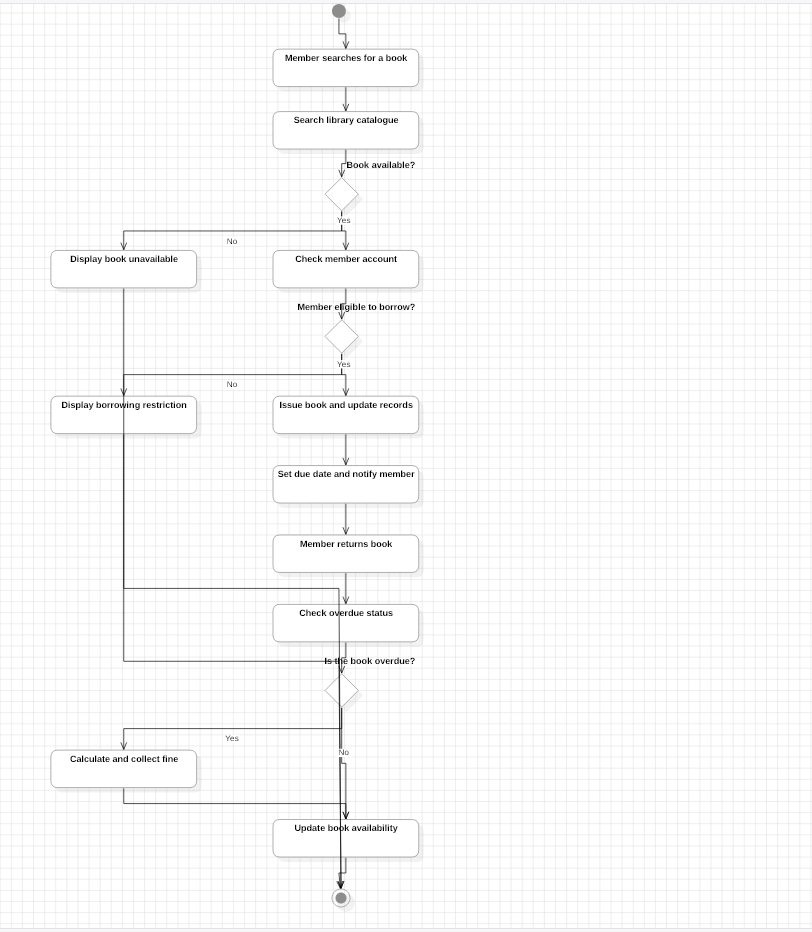 Member searches for a book
Search library catalogue
Book available?
Yes
No
Display book unavailable
Check member account
Member eligible to borrow?
Yes
No
Display borrowing restriction
Issue book and update records
Set due date and notify member
Member returns book
Check overdue status
Is the book overdue?
Yes
No
Calculate and collect fine
Update book availability